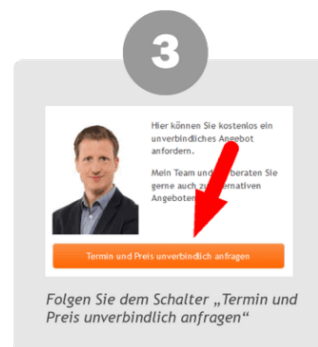 3
Hier können Sie kostenlos ein
unverbindliches Angebot
anfordern.
Mein Team und beraten Sie
gerne auch zu
Angeboten
Termin und Preis unverbindlich anfragen
Folgen Sie dem Schalter „Termin und
Preis unverbindlich anfragen“